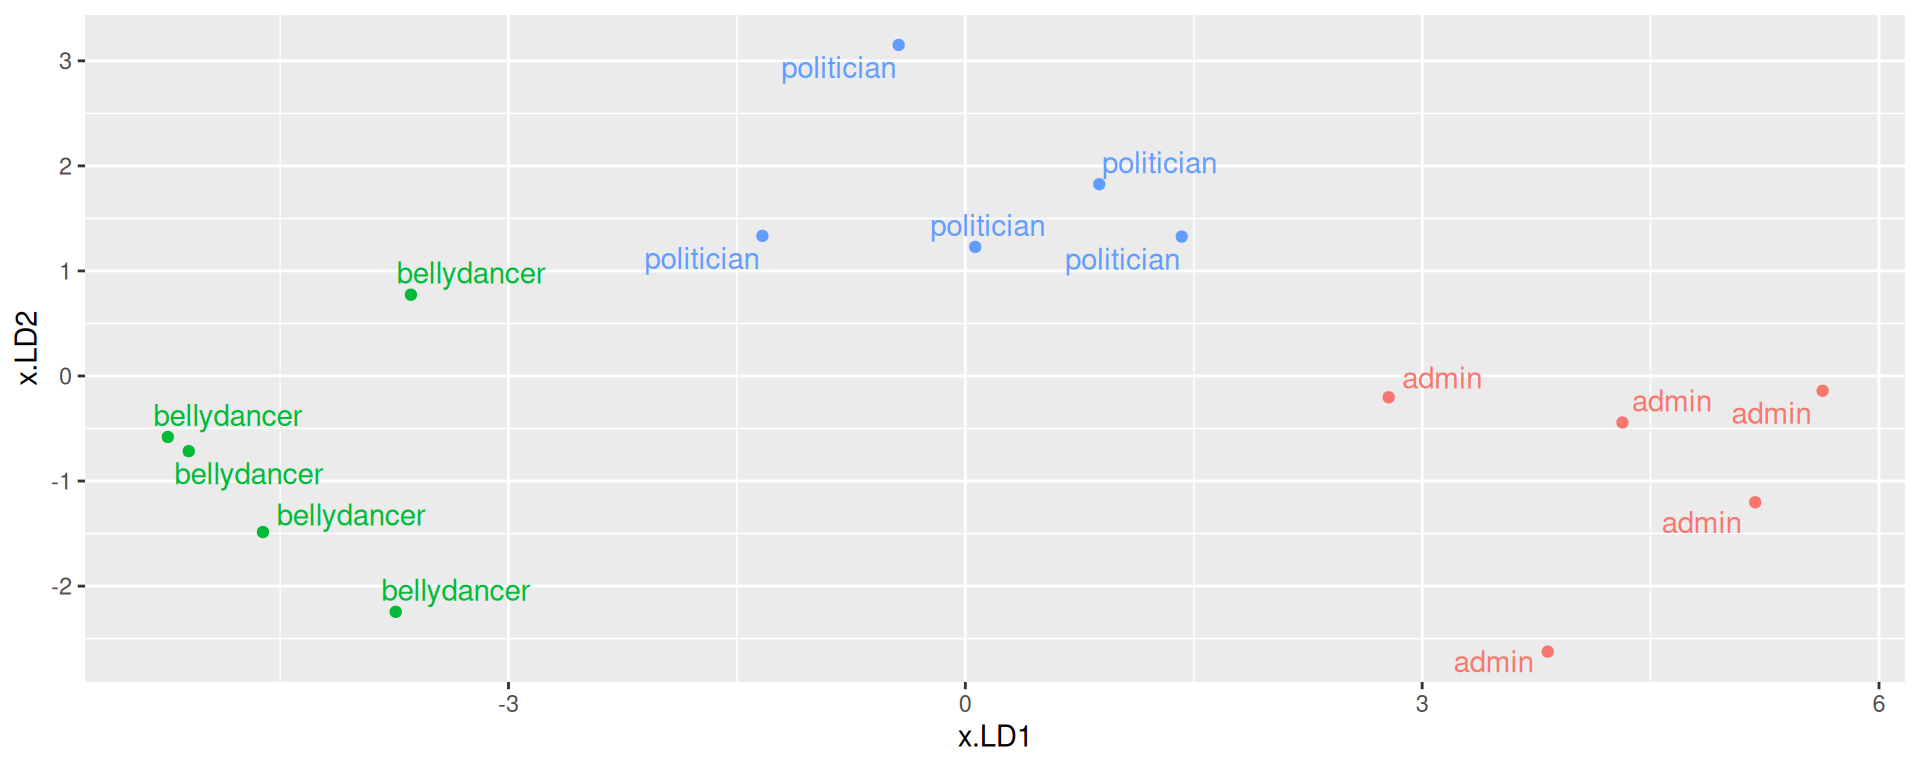 3
politician
2
politician
politician
politician
politician
1
bellydancer
x.LD2
0
admin
admin
admin
bellydancer
-1
bellydancer
bellydancer
admin
-2
bellydancer
admin
-3
0
3
6
x.LD1